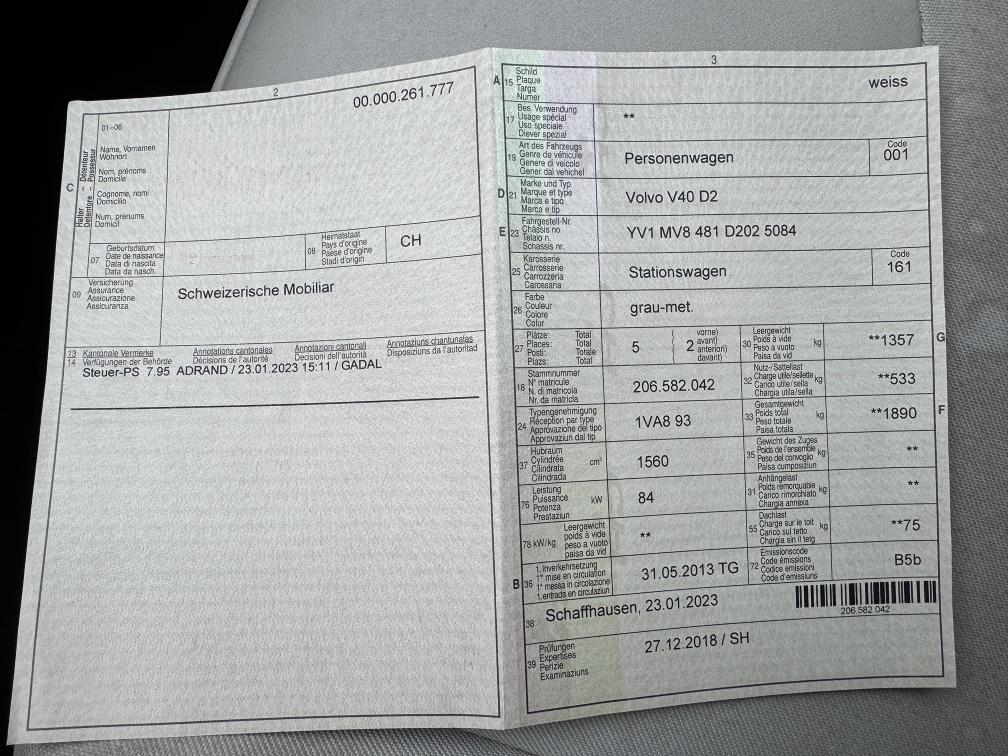 2
00.000.261.777
01–06
C
Halter – Détenteur
Detentore – Possessur
Name, Vornamen
Wohnort
Nom, prénoms
Domicile
Cognome, nomi
Domicilio
Num, prenums
Domicil
07
Geburtsdatum
Date de naissance
Data di nascita
Data da nasch.
08
Heimatstaat
Pays d'origine
Paese d'origine
Stadi d'origin
CH
09
Versicherung
Assurance
Assicurazione
Assicuranza
Schweizerische Mobiliar
13 Kantonale Vermerke Annotations cantonales Annotazioni cantonali Annotaziuns chantunalas
14 Verfügungen der Behörde Décisions de l'autorité Decisioni dell'autorità Disposiziuns da l'autoritad
Steuer-PS 7.95 ADRAND / 23.01.2023 15:11 / GADAL
3
A
15
Schild
Plaque
Targa
Numer
weiss
17
Bes. Verwendung
Usage spécial
Uso speciale
Diever spezial
**
19
Art des Fahrzeugs
Genre de véhicule
Genere di veicolo
Gener dal vehichel
Personenwagen
Code
001
D
21
Marke und Typ
Marque et type
Marca e tipo
Marca e tip
Volvo V40 D2
E
23
Fahrgestell-Nr.
Châssis no
Telaio n.
Schassis nr.
YV1 MV8 481 D202 5084
25
Karosserie
Carrosserie
Carrozzeria
Carossaria
Stationswagen
Code
161
26
Farbe
Couleur
Colore
Colur
grau-met.
27
Plätze: Total
Places: Total
Posti: Totale
Plazs: Total
5
( 2
vorne)
avant)
anteriori)
davant)
30
Leergewicht
Poids à vide
Peso a vuoto
Paisa da vid
kg
**1357
G
18
Stammnummer
N° matricule
N. di matricola
Nr. da matricla
206.582.042
32
Nutz-/Sattellast
Charge utile/sellette
Carico utile/sella
Chargia utila/sella
kg
**533
24
Typengenehmigung
Réception par type
Approvazione del tipo
Approvaziun dal tip
1VA8 93
33
Gesamtgewicht
Poids total
Peso totale
Paisa totala
kg
**1890
F
37
Hubraum
Cylindrée
Cilindrata
Cilindrada
cm³
1560
35
Gewicht des Zuges
Poids de l'ensemble
Peso del convoglio
Paisa cumposiziun
kg
**
76
Leistung
Puissance
Potenza
Prestaziun
kW
84
31
Anhängelast
Poids remorquable
Carico rimorchiato
Chargia annexa
kg
**
78 kW/kg
Leergewicht
poids à vide
peso a vuoto
paisa da vid
**
55
Dachlast
Charge sur le toit
Carico sul tetto
Chargia sin il tetg
kg
**75
B
36
1. Inverkehrsetzung
1re mise en circulation
1a messa in circolazione
1. entrada en circulaziun
31.05.2013 TG
72
Emissionscode
Code émissions
Codice emissioni
Code d'emissiuns
B5b
38
Schaffhausen, 23.01.2023
206.582.042
39
Prüfungen
Expertises
Perizie
Examinaziuns
27.12.2018 / SH